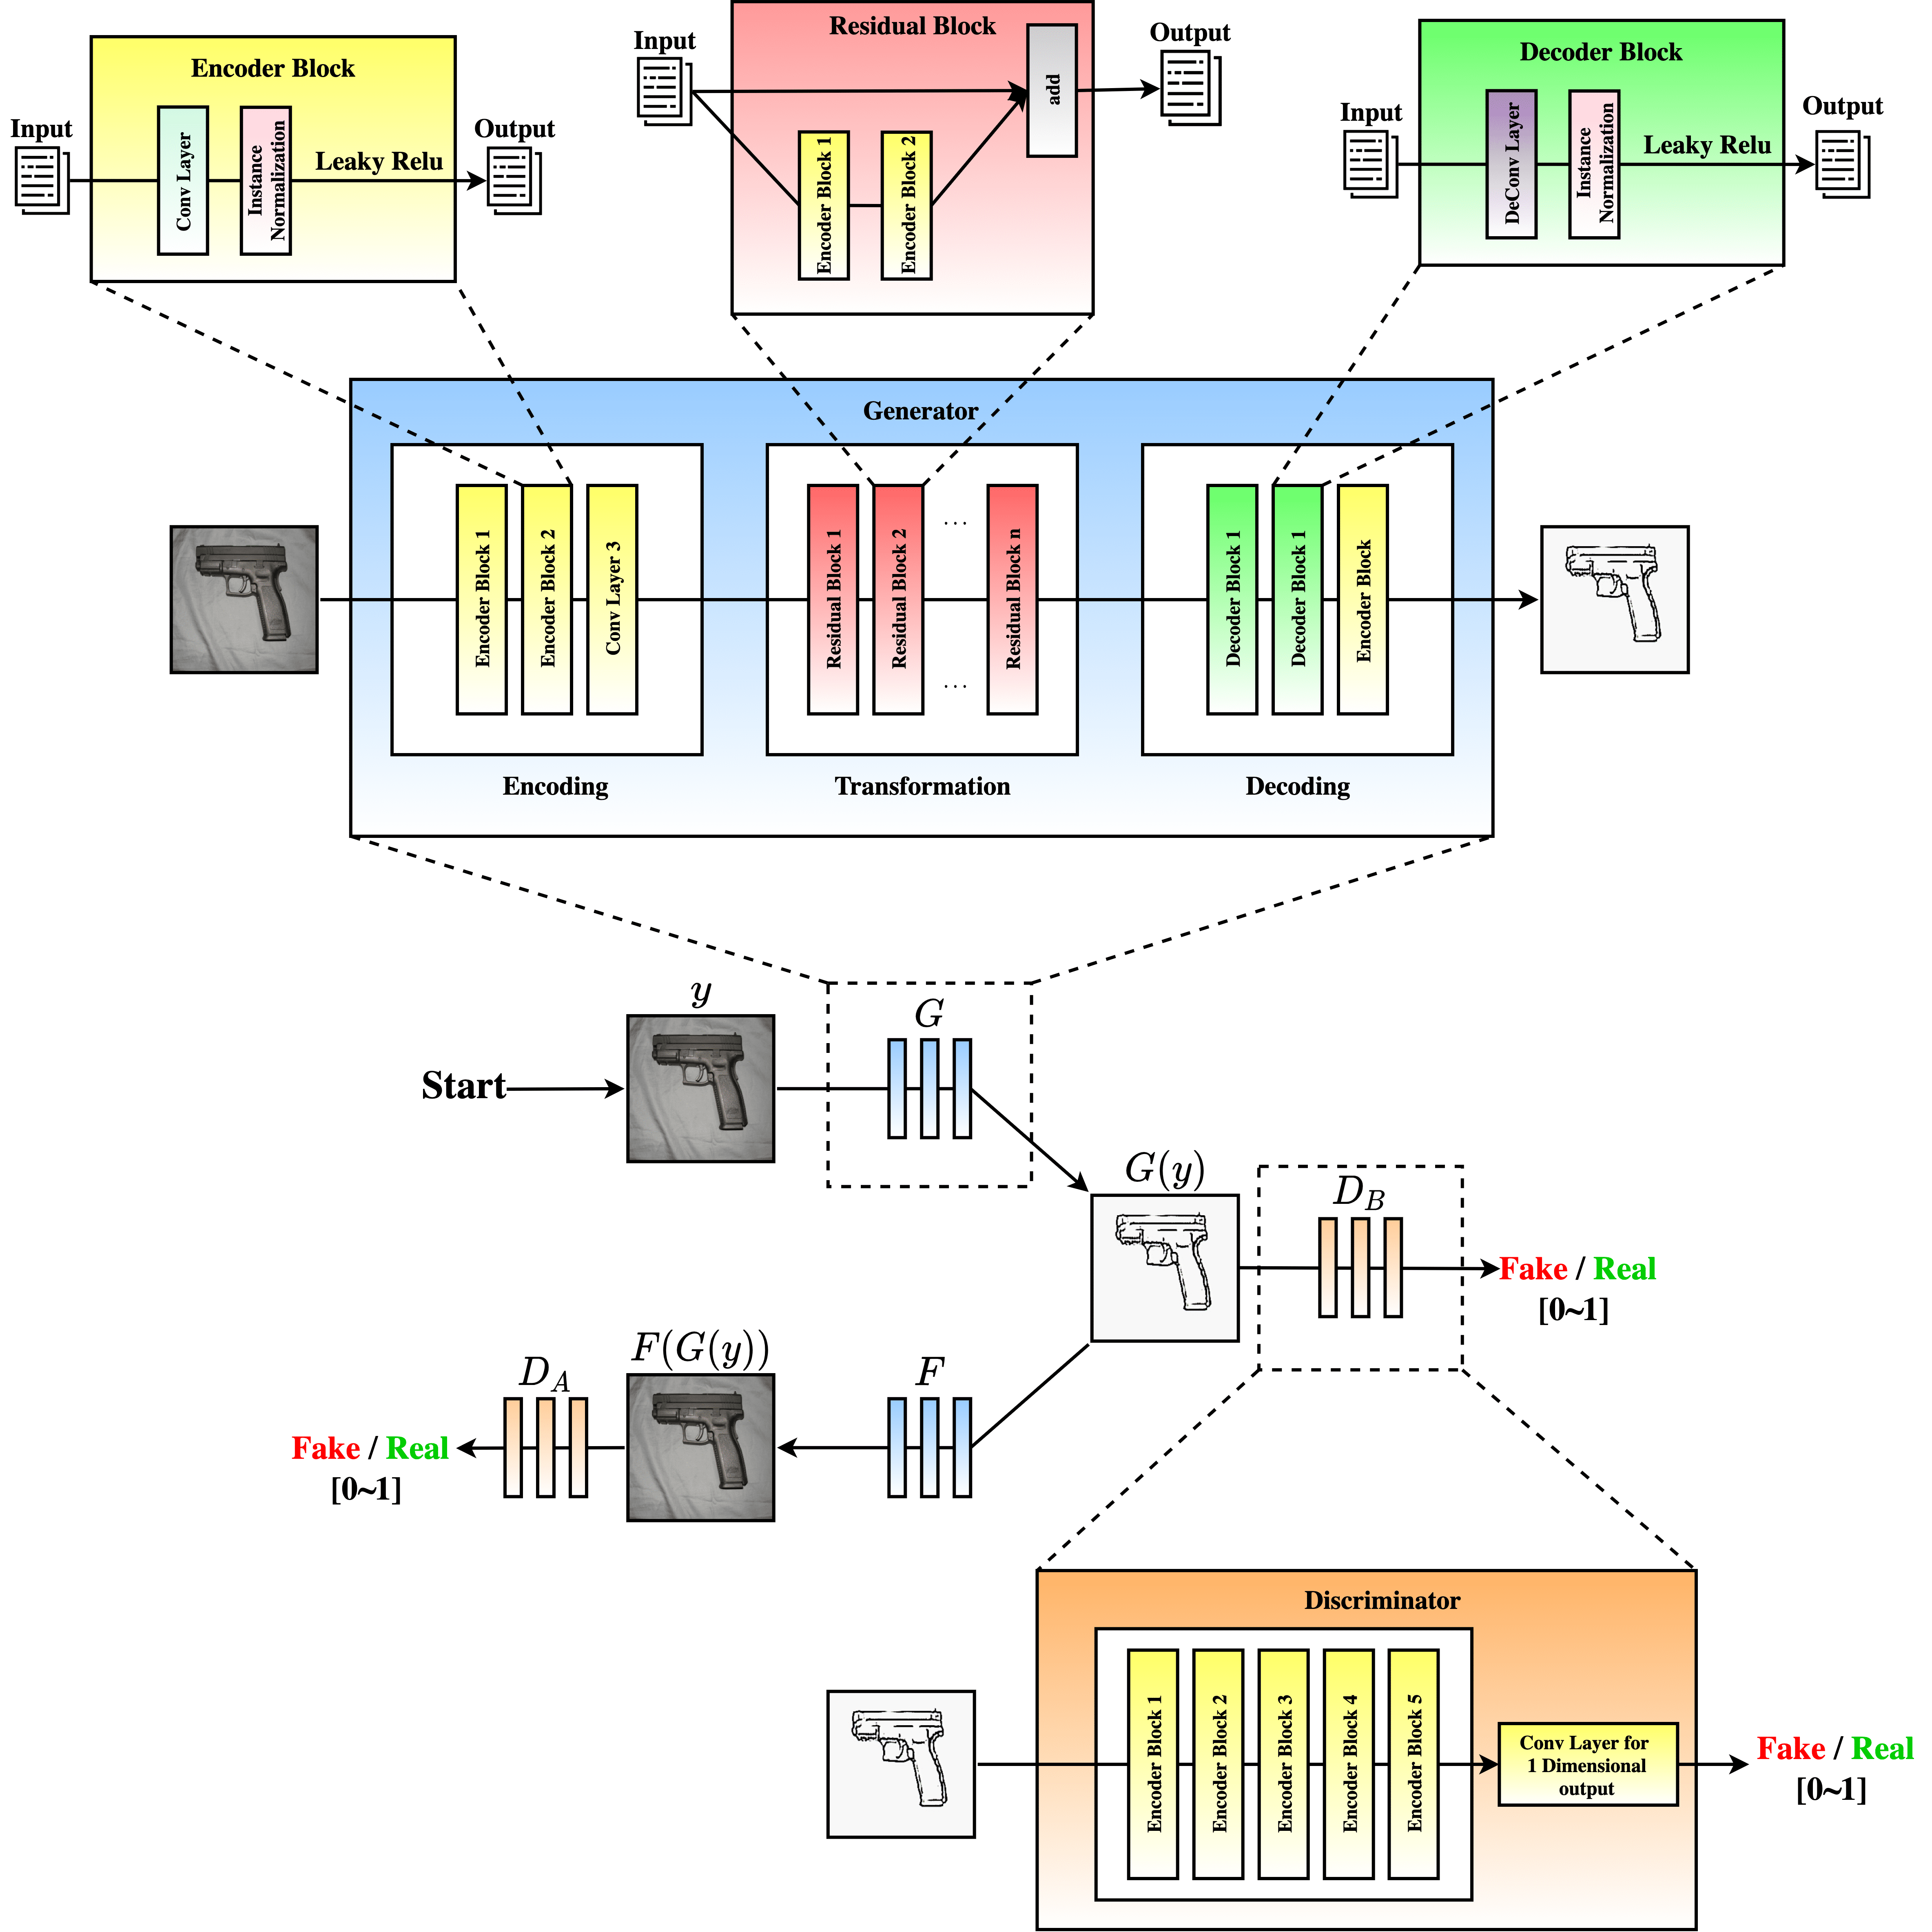 Encoder Block
Input
Conv Layer
Instance
Normalization
Leaky Relu
Output
Residual Block
Input
Encoder Block 1
Encoder Block 2
add
Output
Decoder Block
Input
DeConv Layer
Instance
Normalization
Leaky Relu
Output
Generator
Encoder Block 1
Encoder Block 2
Conv Layer 3
Encoding
Residual Block 1
Residual Block 2
...
...
Residual Block n
Transformation
Decoder Block 1
Decoder Block 1
Encoder Block
Decoding
Start
y
G
G(y)
D_B
Fake / Real
[0~1]
F
F(G(y))
D_A
Fake / Real
[0~1]
Discriminator
Encoder Block 1
Encoder Block 2
Encoder Block 3
Encoder Block 4
Encoder Block 5
Conv Layer for
1 Dimensional
output
Fake / Real
[0~1]